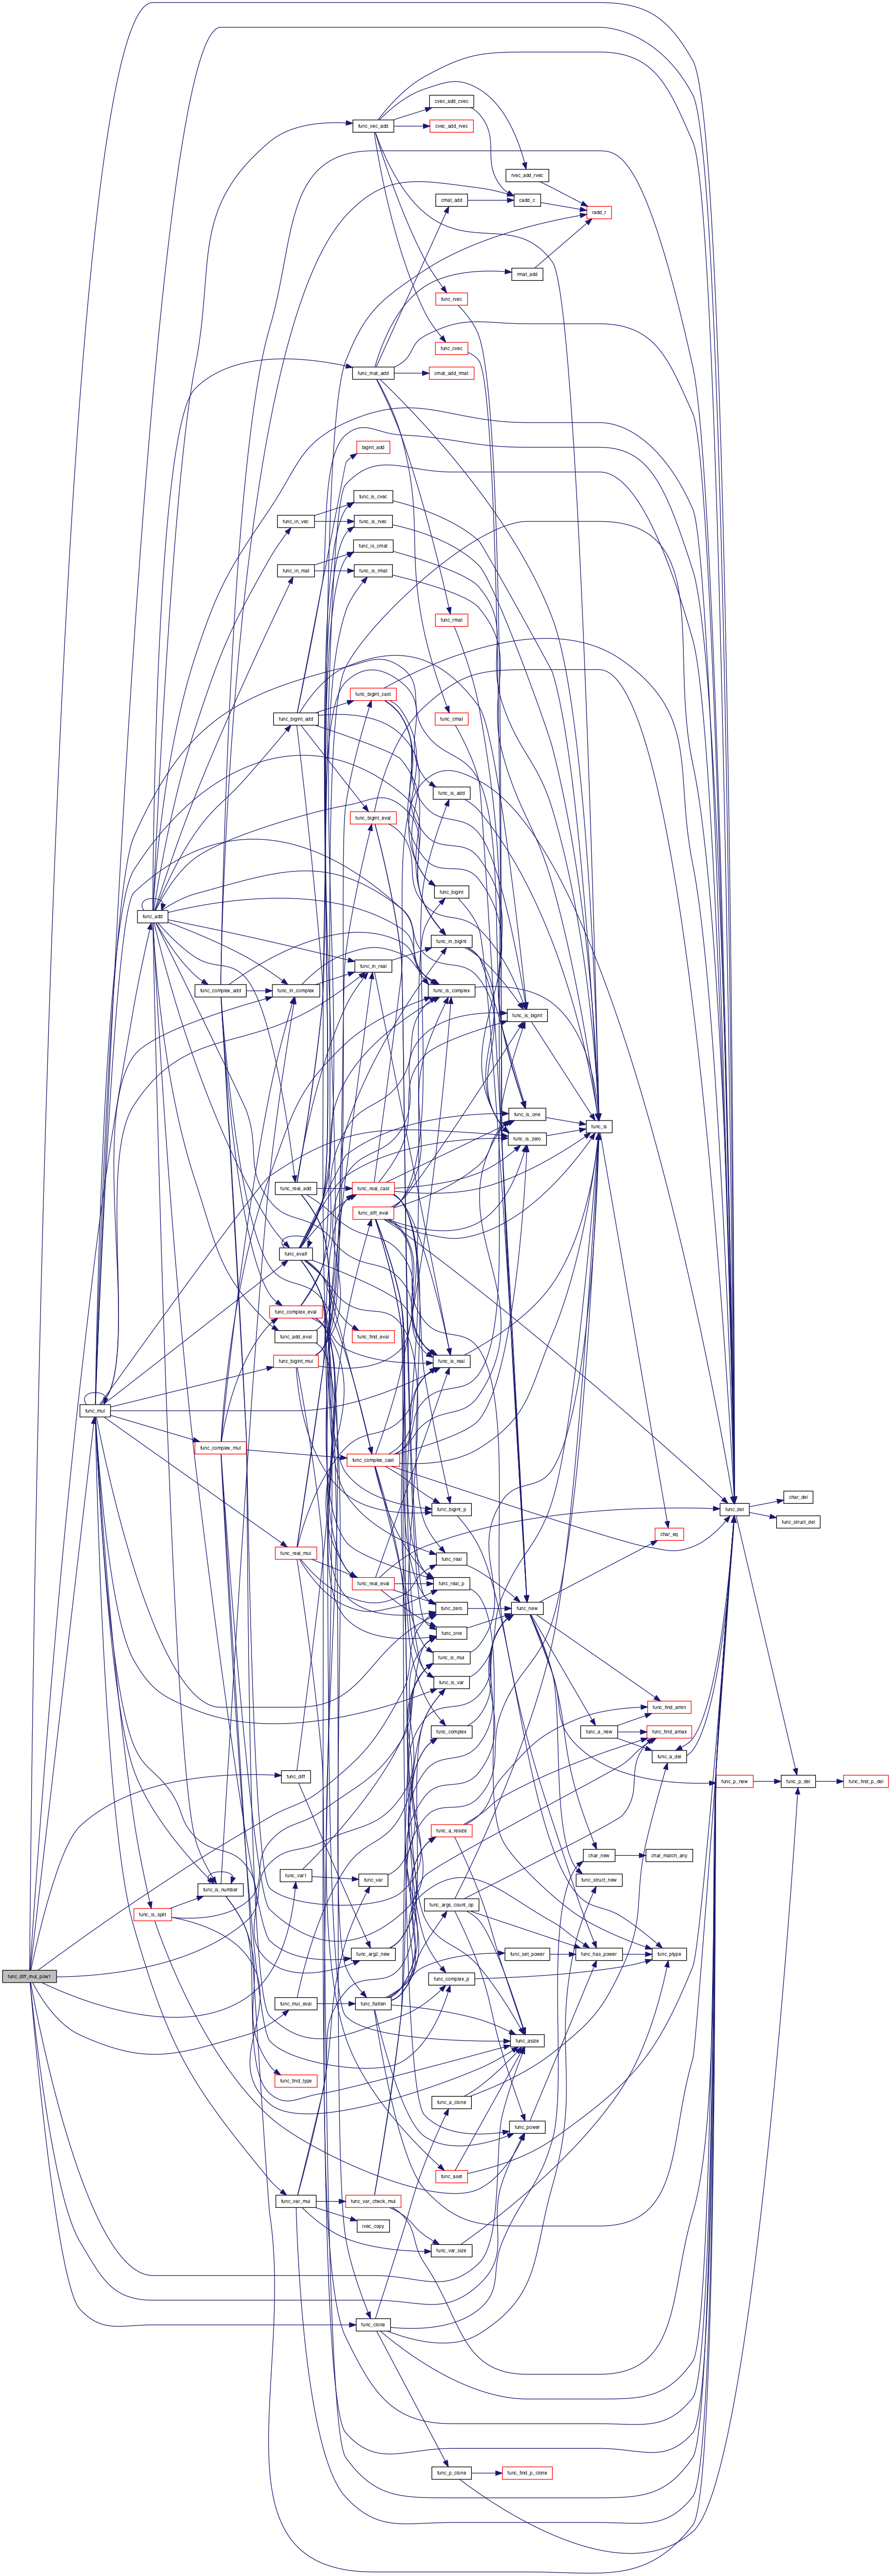 func_vec_add
cvec_add_cvec
cvec_add_rvec
rvec_add_rvec
cmat_add
cadd_c
radd_r
rmat_add
func_rvec
func_cvec
func_mat_add
cmat_add_rmat
bigint_add
func_is_cvec
func_in_vec
func_is_rvec
func_is_cmat
func_in_mat
func_is_rmat
func_rmat
func_bigint_cast
func_bigint_add
func_cmat
func_is_add
func_bigint_eval
func_bigint
func_add
func_in_bigint
func_in_real
func_complex_add
func_in_complex
func_is_complex
func_is_bigint
func_is_one
func_is
func_is_zero
func_real_add
func_real_cast
func_diff_eval
func_evalf
func_complex_eval
func_add_eval
func_find_eval
func_bigint_mul
func_is_real
func_mul
func_complex_mul
func_complex_cast
char_del
func_bigint_p
func_del
func_struct_del
char_eq
func_real_mul
func_real
func_real_eval
func_real_p
func_zero
func_new
func_one
func_is_mul
func_is_var
func_find_amin
func_complex
func_a_new
func_find_amax
func_a_del
func_diff
func_p_new
func_p_del
func_find_p_del
func_a_resize
char_new
char_match_any
func_var1
func_var
func_struct_new
func_is_number
func_args_count_op
func_is_split
func_arg2_new
func_set_power
func_has_power
func_ptype
func_diff_mul_pow1
func_complex_p
func_mul_eval
func_flatten
func_asize
func_find_type
func_a_clone
func_power
func_aset
func_var_mul
func_var_check_mul
ivec_copy
func_var_size
func_clone
func_p_clone
func_find_p_clone